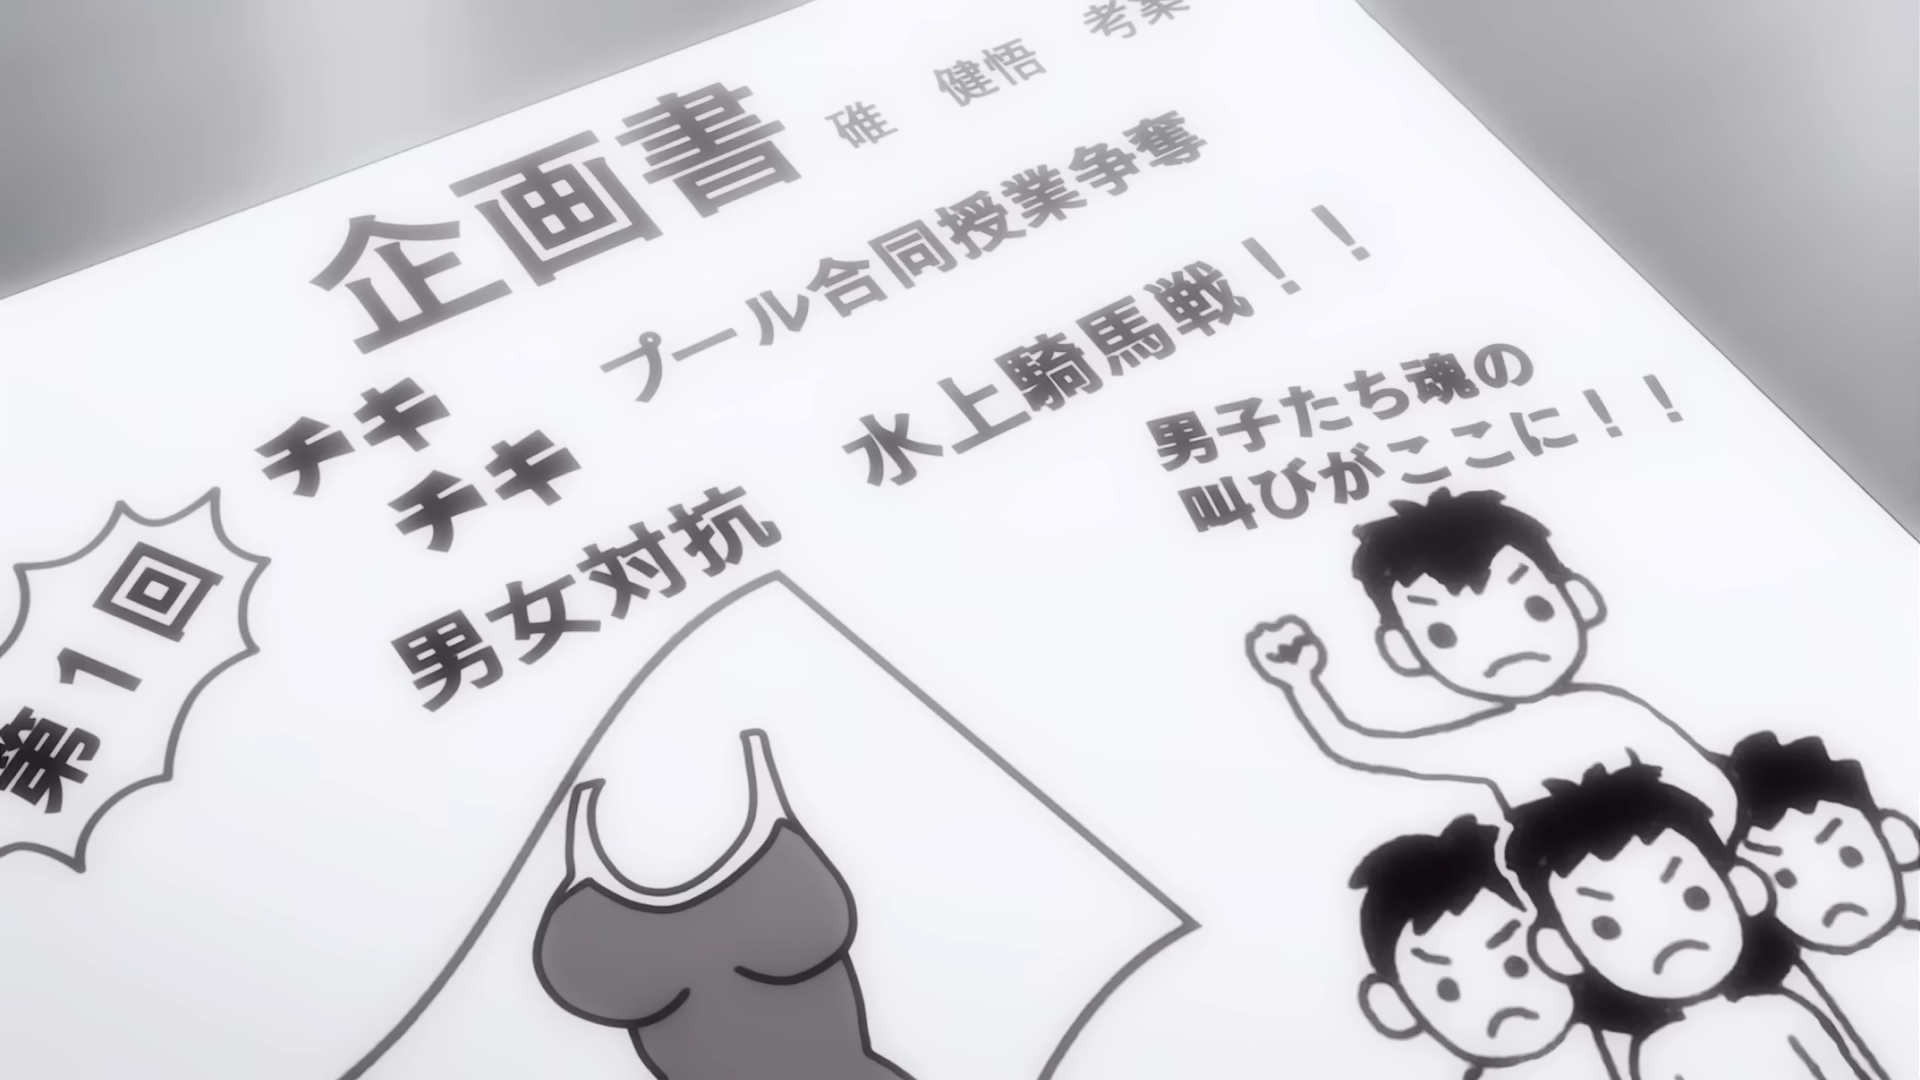 企画書
碓　健悟　考案
プール合同授業争奪
第1回
チキ
チキ
男女対抗　水上騎馬戦！！
男子たち魂の
叫びがここに！！